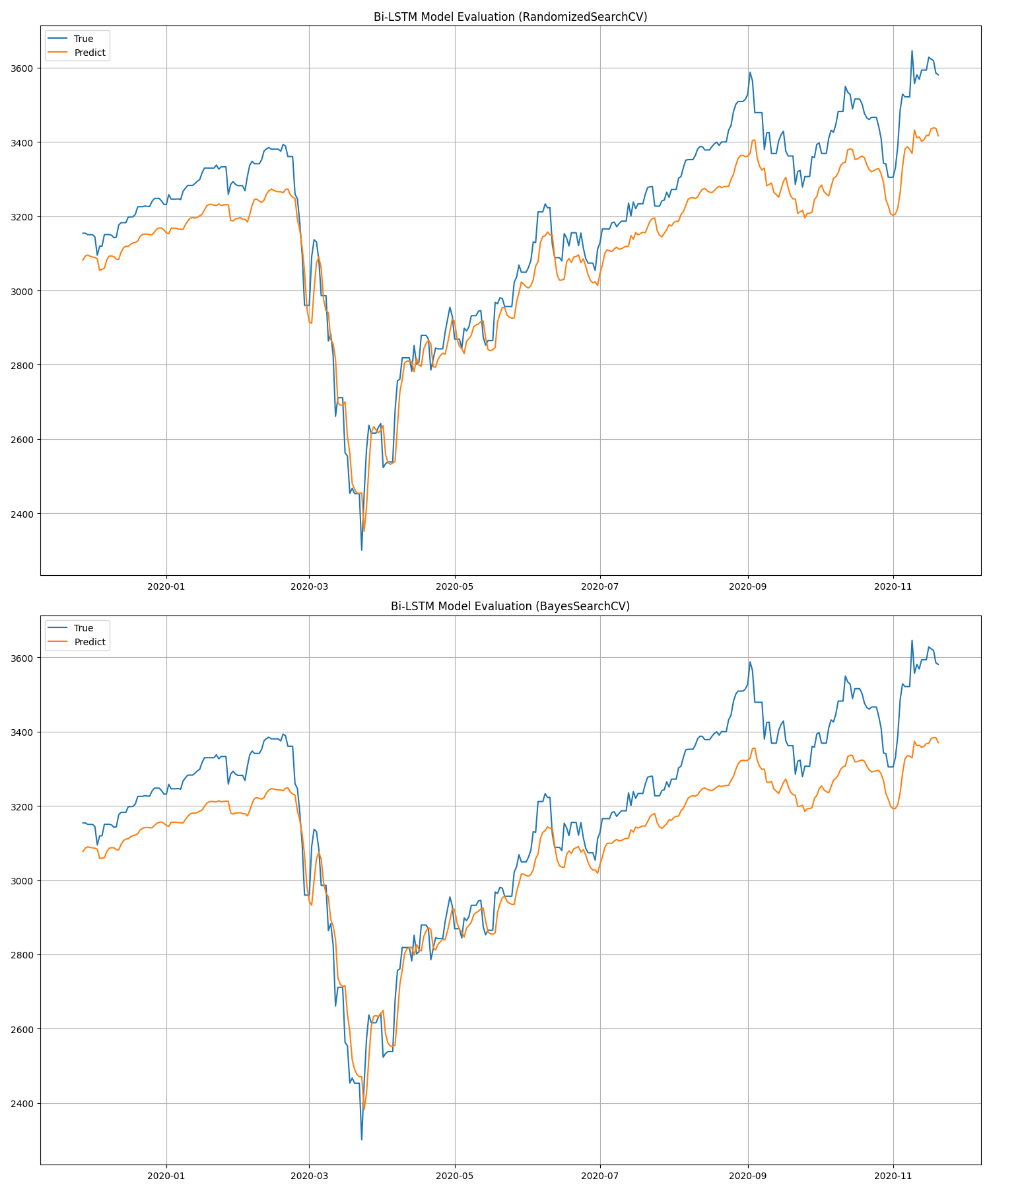 Bi-LSTM Model Evaluation (RandomizedSearchCV)
True
Predict
3600
3400
3200
3000
2800
2600
2400
2020-01 2020-03 2020-05 2020-07 2020-09 2020-11
Bi-LSTM Model Evaluation (BayesSearchCV)
True
Predict
3600
3400
3200
3000
2800
2600
2400
2020-01 2020-03 2020-05 2020-07 2020-09 2020-11